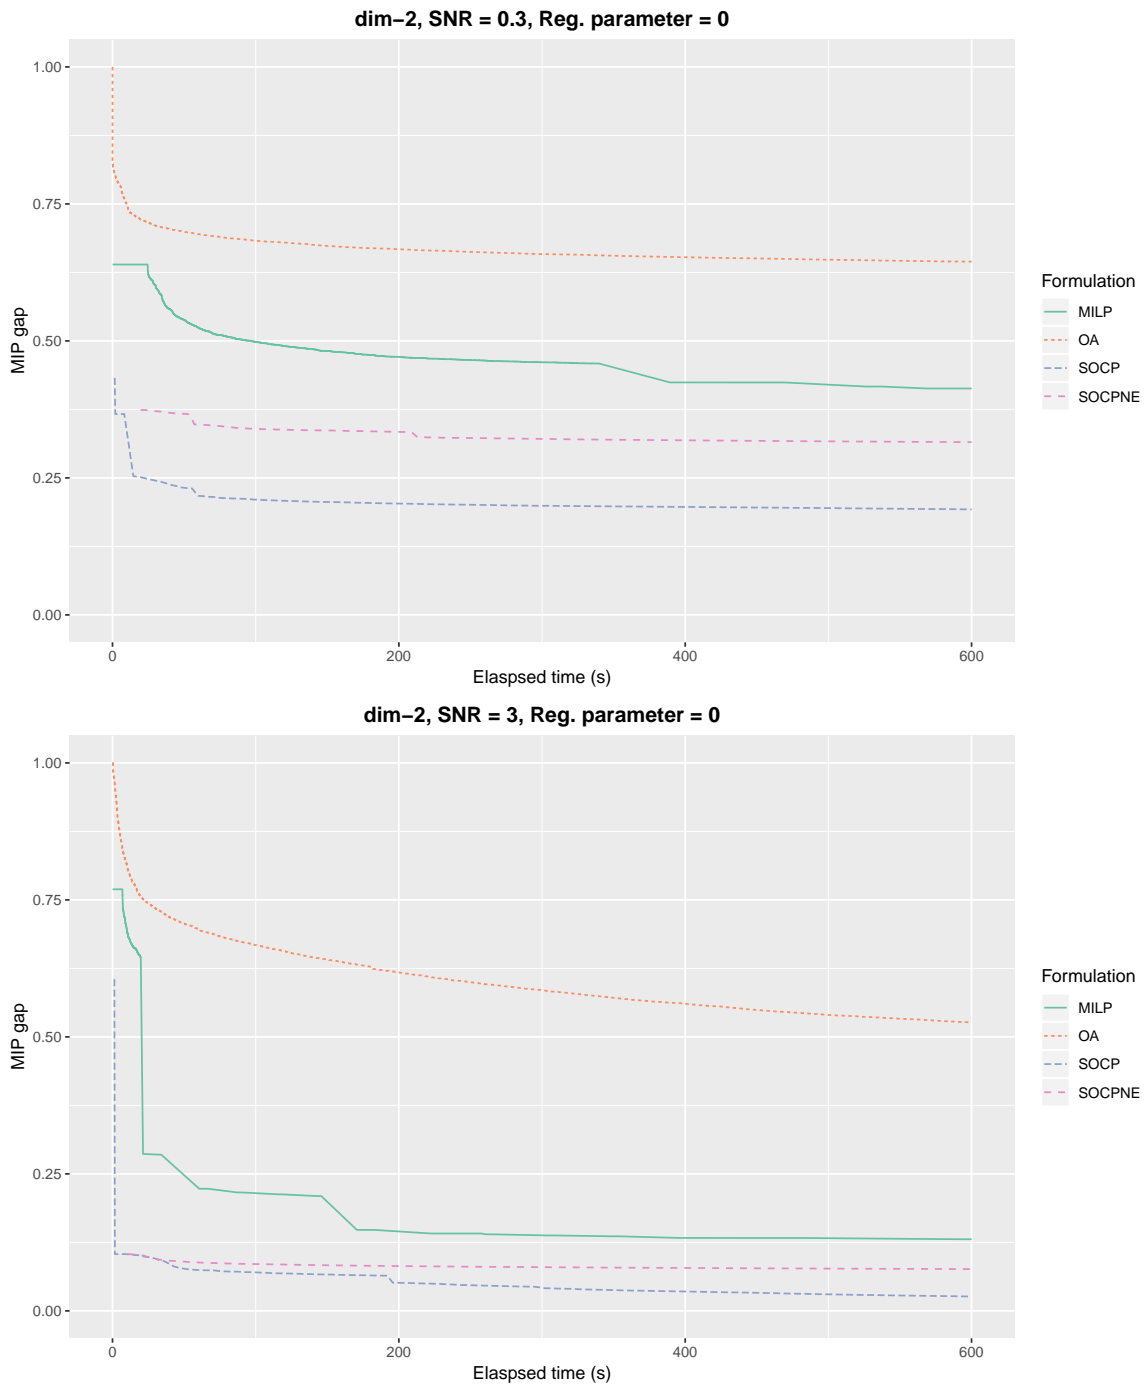 dim−2, SNR = 0.3, Reg. parameter = 0
1.00
0.75
0.50
0.25
0.00
MIP gap
0
200
400
600
Elaspsed time (s)
Formulation
MILP
OA
SOCP
SOCPNE
dim−2, SNR = 3, Reg. parameter = 0
1.00
0.75
0.50
0.25
0.00
MIP gap
0
200
400
600
Elaspsed time (s)
Formulation
MILP
OA
SOCP
SOCPNE